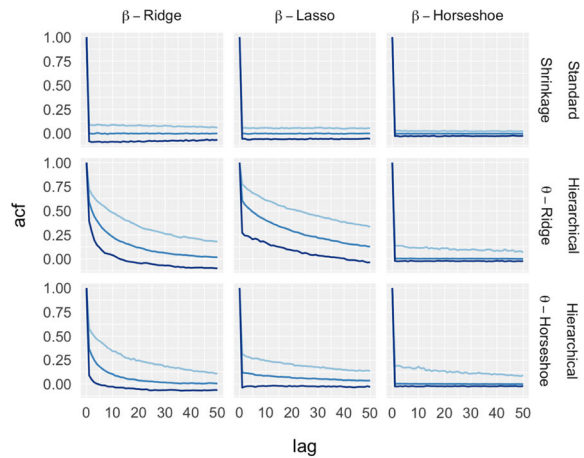 β – Ridge β – Lasso β – Horseshoe
1.00
0.75
0.50
0.25
0.00
Standard
Shrinkage
1.00
0.75
0.50
0.25
0.00
Hierarchical
θ – Ridge
1.00
0.75
0.50
0.25
0.00
Hierarchical
θ – Horseshoe
acf
0 10 20 30 40 50 0 10 20 30 40 50 0 10 20 30 40 50
lag